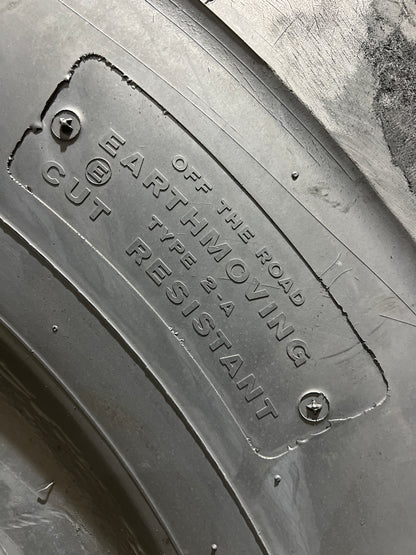 OFF THE ROAD
EARTHMOVING
E TYPE 2-A
CUT RESISTANT